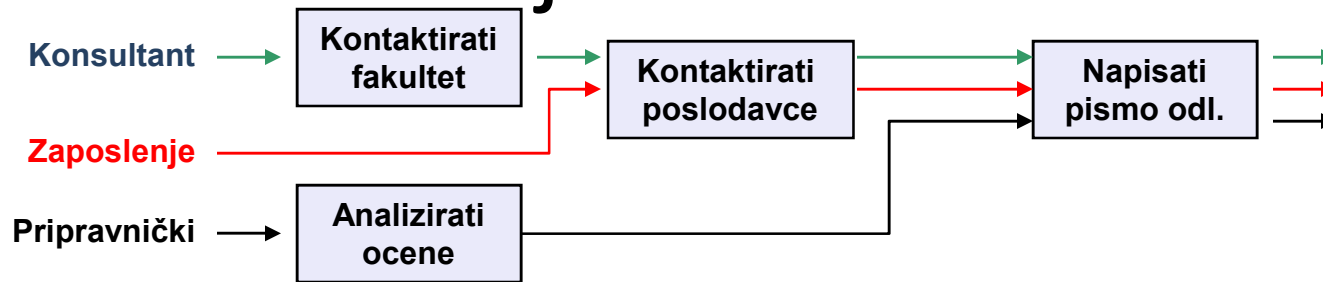 Konsultant
Kontaktirati
fakultet
Kontaktirati
poslodavce
Napisati
pismo odl.
Zaposlenje
Pripravnički
Analizirati
ocene